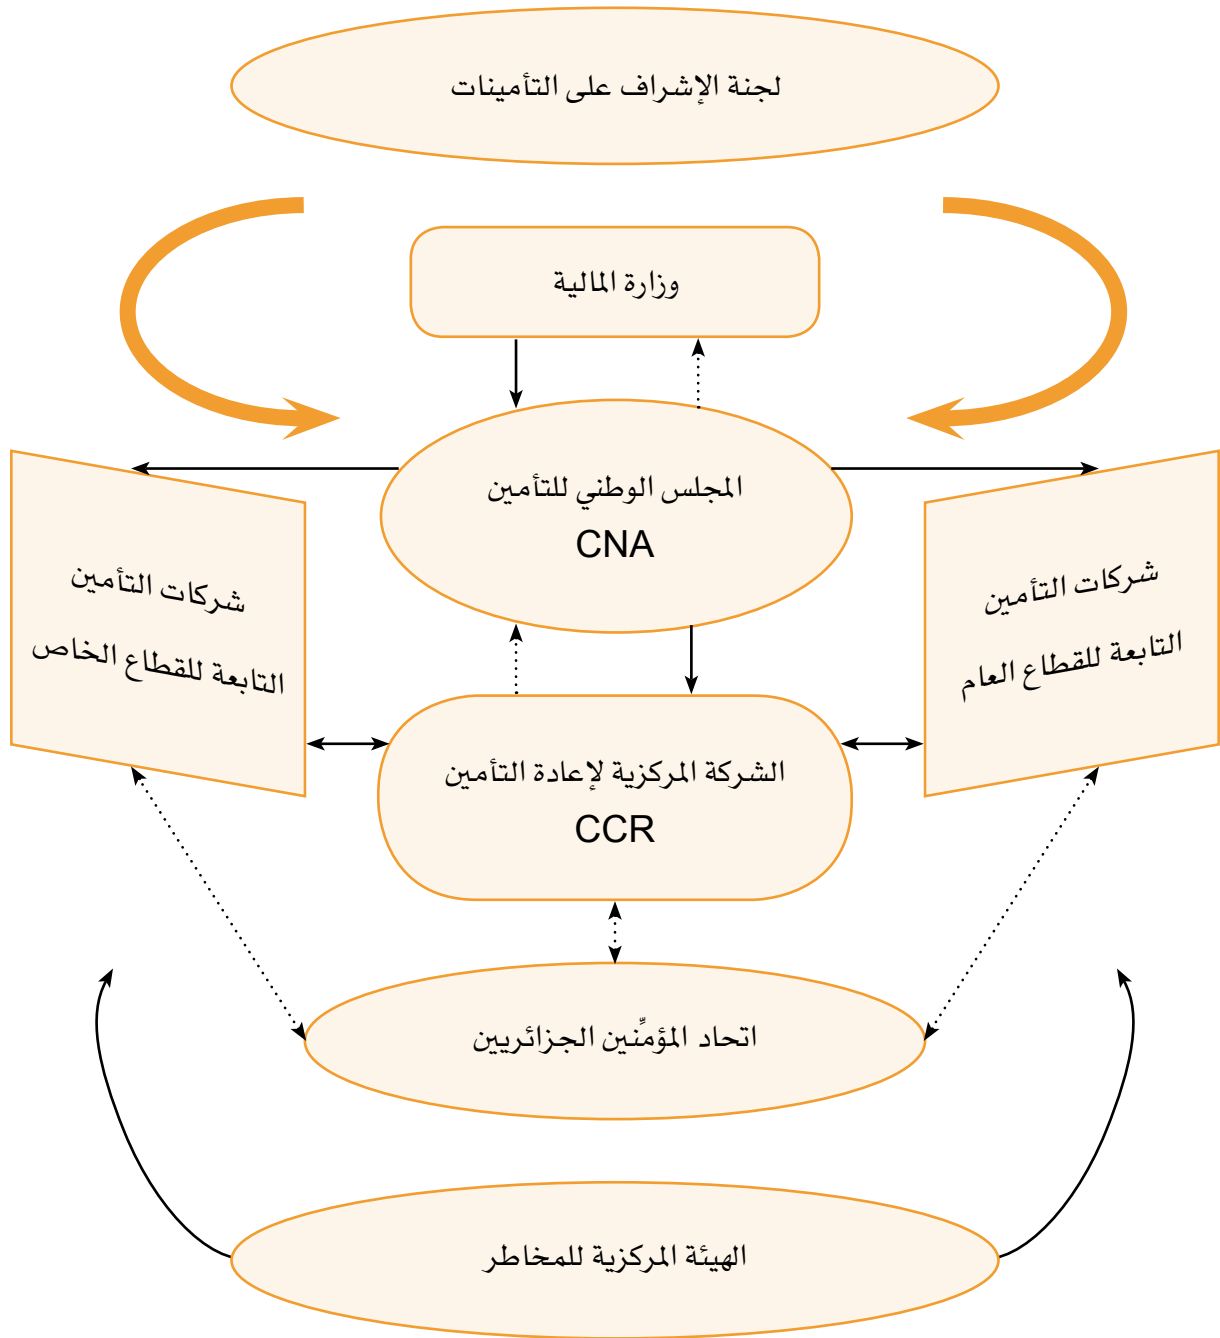 لجنة الإشراف على التأمينات
وزارة المالية
المجلس الوطني للتأمين
CNA
شركات التأمين
التابعة للقطاع العام
شركات التأمين
التابعة للقطاع الخاص
الشركة المركزية لإعادة التأمين
CCR
اتحاد المؤمِّنين الجزائريين
الهيئة المركزية للمخاطر